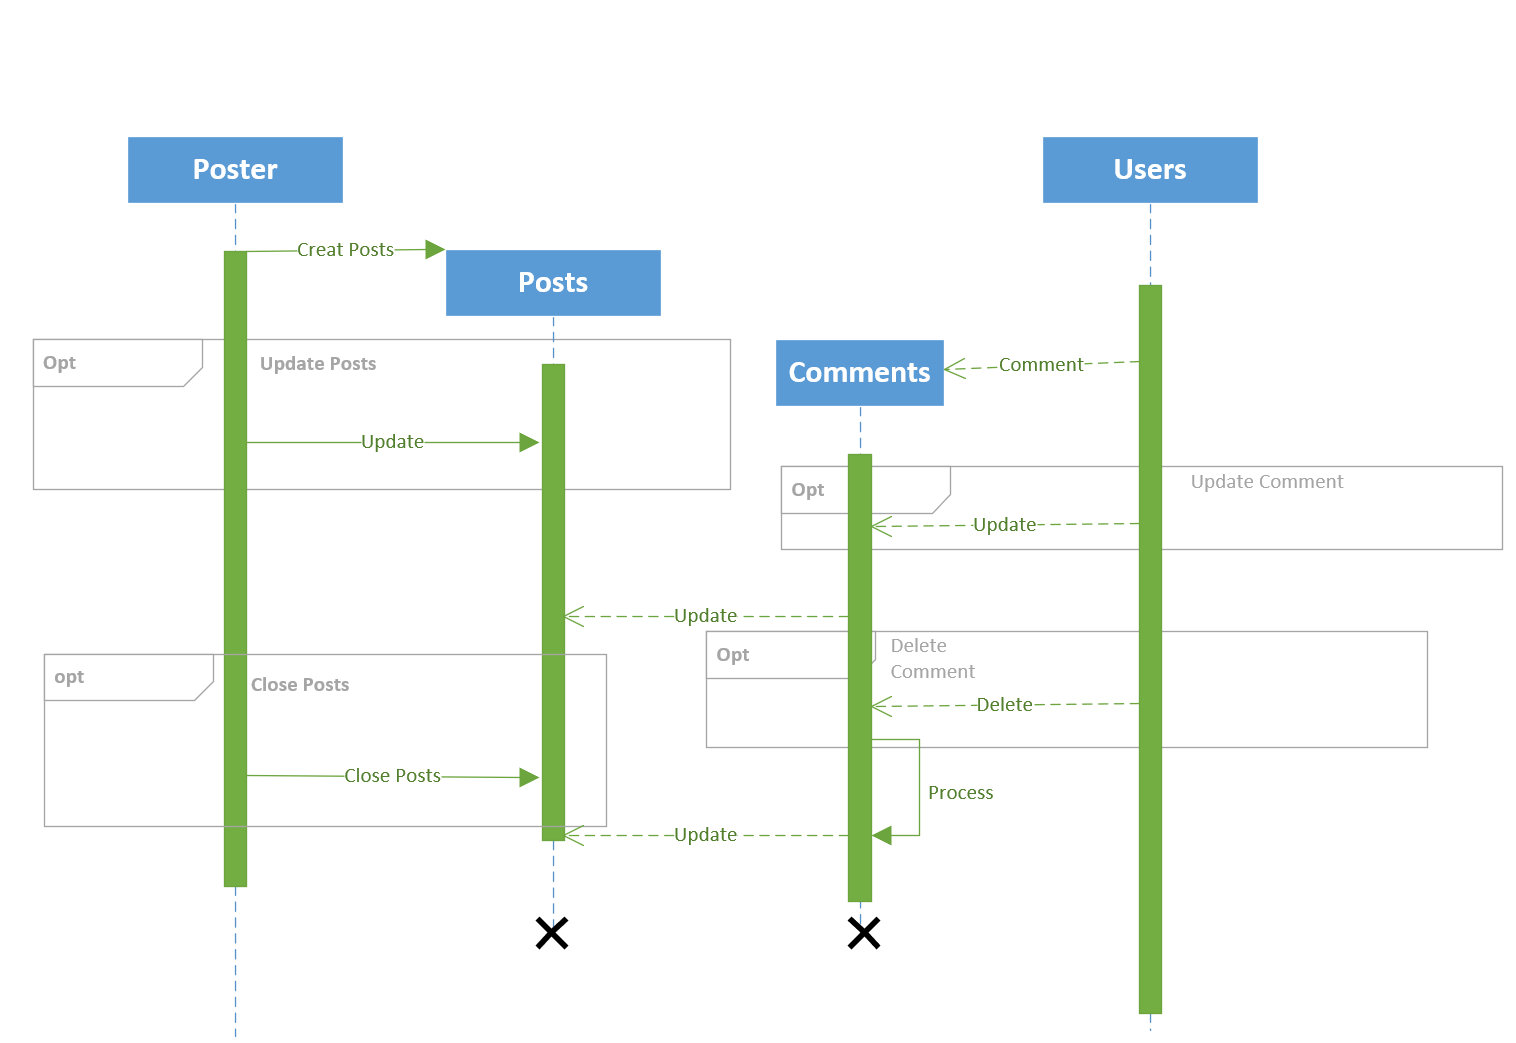 Poster
Users
Creat Posts
Posts
Opt
Update Posts
Comments
Comment
Update
Opt
Update Comment
Update
Update
Opt
Delete
Comment
opt
Close Posts
Delete
Close Posts
Process
Update